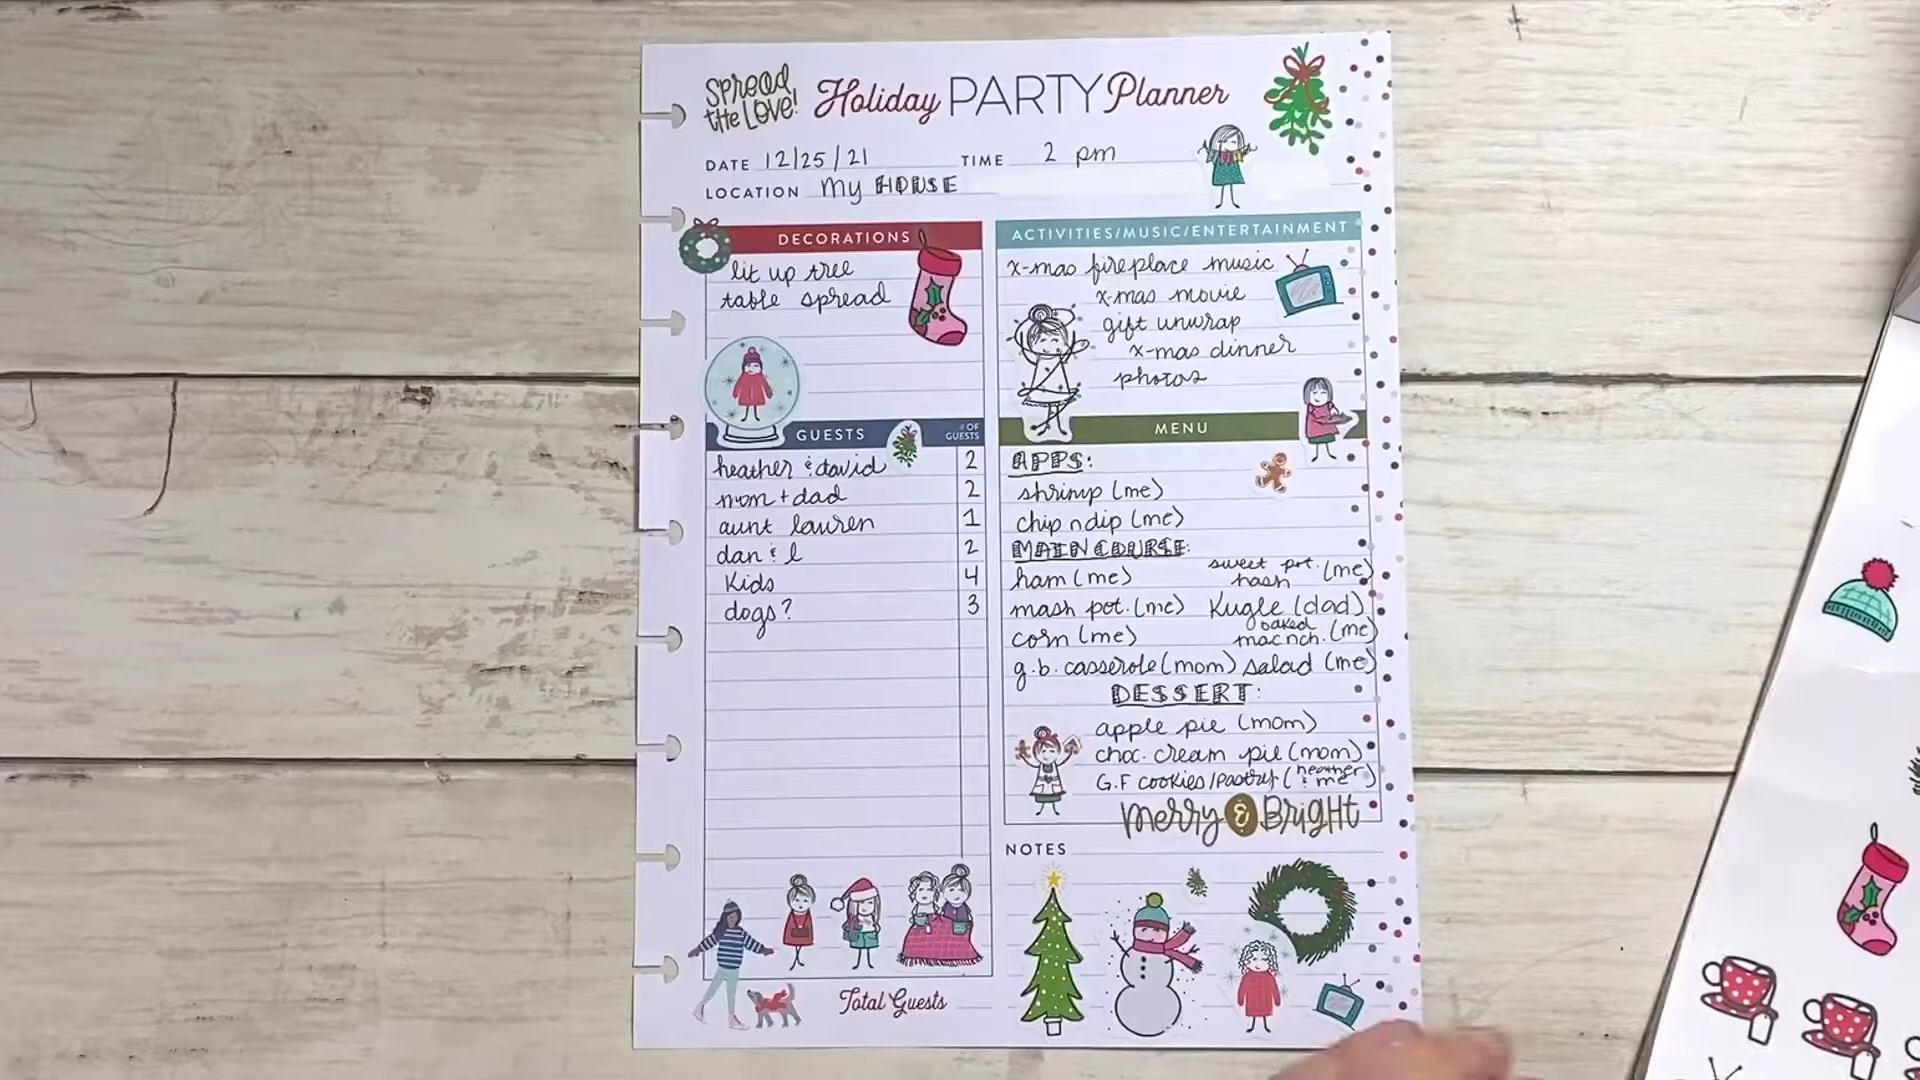 spread the LOVE!
Holiday PARTY Planner
DATE 12/25/21 TIME 2 pm
LOCATION my HOUSE
DECORATIONS
lit up tree
table spread
ACTIVITIES/MUSIC/ENTERTAINMENT
x-mas fireplace music
x-mas movie
gift unwrap
x-mas dinner
photos
GUESTS # OF GUESTS
heather & david 2
mom + dad 2
aunt lauren 1
dan & l 2
Kids 4
dogs? 3
Total Guests
MENU
APPS:
shrimp (me)
chip n dip (me)
MAIN COURSE:
ham (me) sweet pot. hash (me)
mash pot. (me) Kugle (dad)
corn (me) baked mac nch. (me)
g.b. casserole (mom) salad (me)
DESSERT:
apple pie (mom)
choc. cream pie (mom)
G.F cookies/pastry (heather & me)
merry & BRiGHt
NOTES